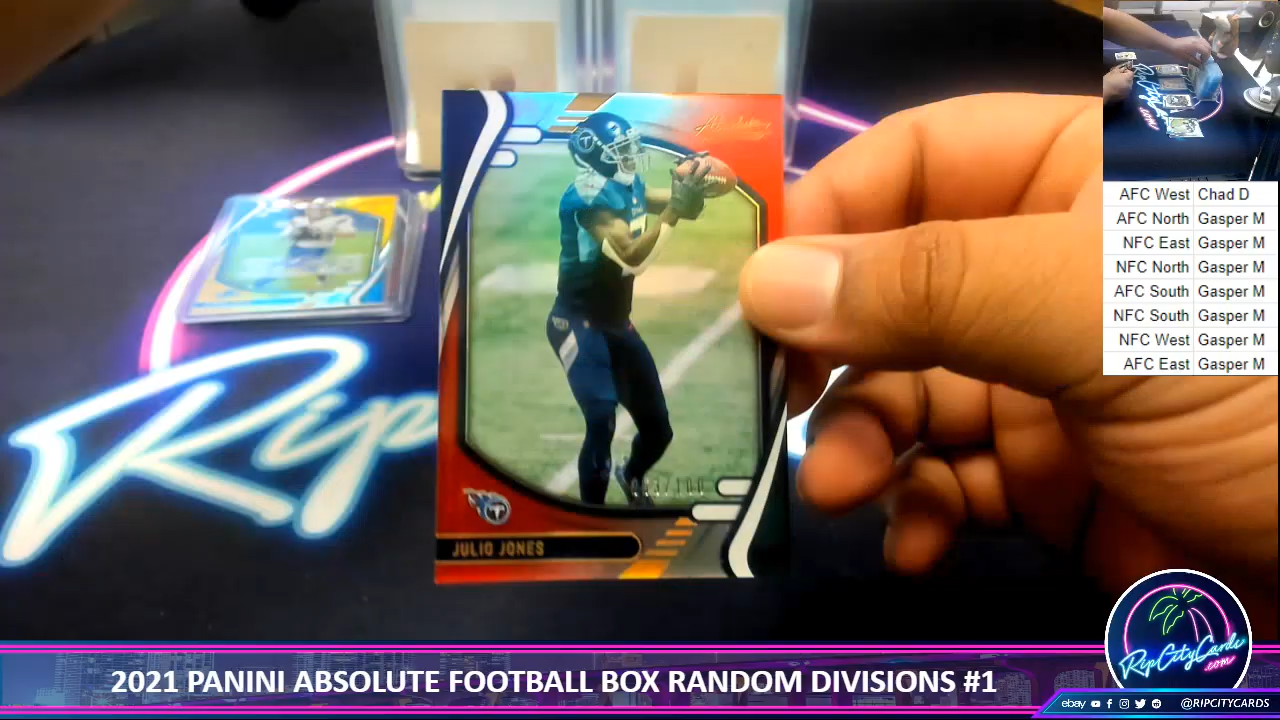 Absolute
JULIO JONES
Rip
AFC West Chad D
AFC North Gasper M
NFC East Gasper M
NFC North Gasper M
AFC South Gasper M
NFC South Gasper M
NFC West Gasper M
AFC East Gasper M
2021 PANINI ABSOLUTE FOOTBALL BOX RANDOM DIVISIONS #1
RipCityCards
.com
ebay @RIPCITYCARDS